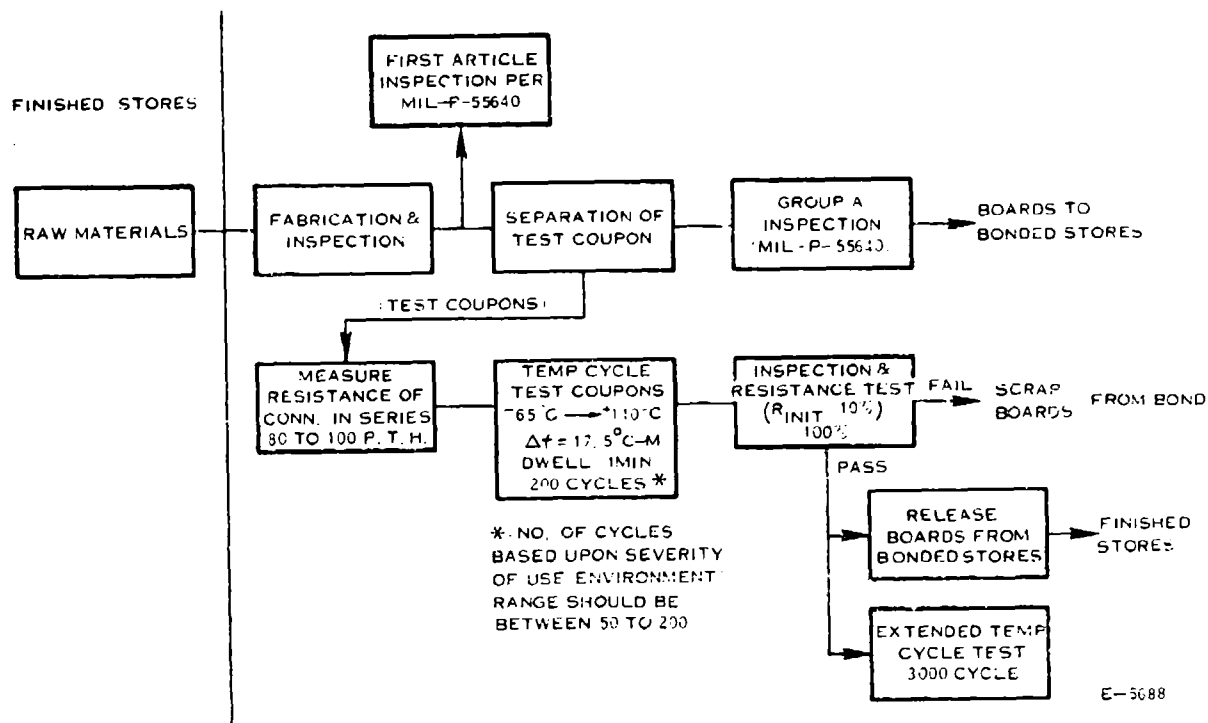 FINISHED STORES
RAW MATERIALS
FIRST ARTICLE
INSPECTION PER
MIL-P-55640
FABRICATION &
INSPECTION
SEPARATION OF
TEST COUPON
GROUP A
INSPECTION
(MIL-P-55640)
BOARDS TO
BONDED STORES
(TEST COUPONS)
MEASURE
RESISTANCE OF
CONN. IN SERIES
80 TO 100 P. T. H.
TEMP CYCLE
TEST COUPONS
-65°C → +110°C
17.5°C-M
DWELL 1MIN
200 CYCLES *
INSPECTION &
RESISTANCE TEST
(R INIT 10%)
100%
FAIL
SCRAP
BOARDS FROM BOND
PASS
RELEASE
BOARDS FROM
BONDED STORES
FINISHED
STORES
EXTENDED TEMP
CYCLE TEST
3000 CYCLE
* NO. OF CYCLES
BASED UPON SEVERITY
OF USE ENVIRONMENT
RANGE SHOULD BE
BETWEEN 50 TO 200